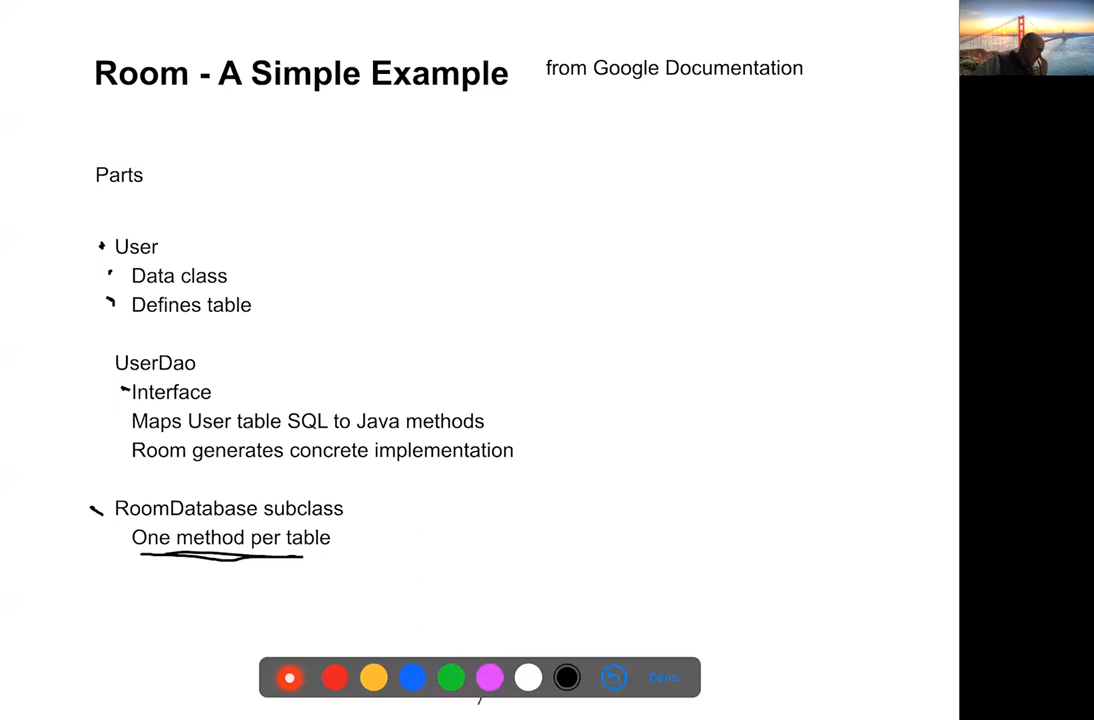 Room - A Simple Example
from Google Documentation
Parts
User
Data class
Defines table
UserDao
Interface
Maps User table SQL to Java methods
Room generates concrete implementation
RoomDatabase subclass
One method per table
Done